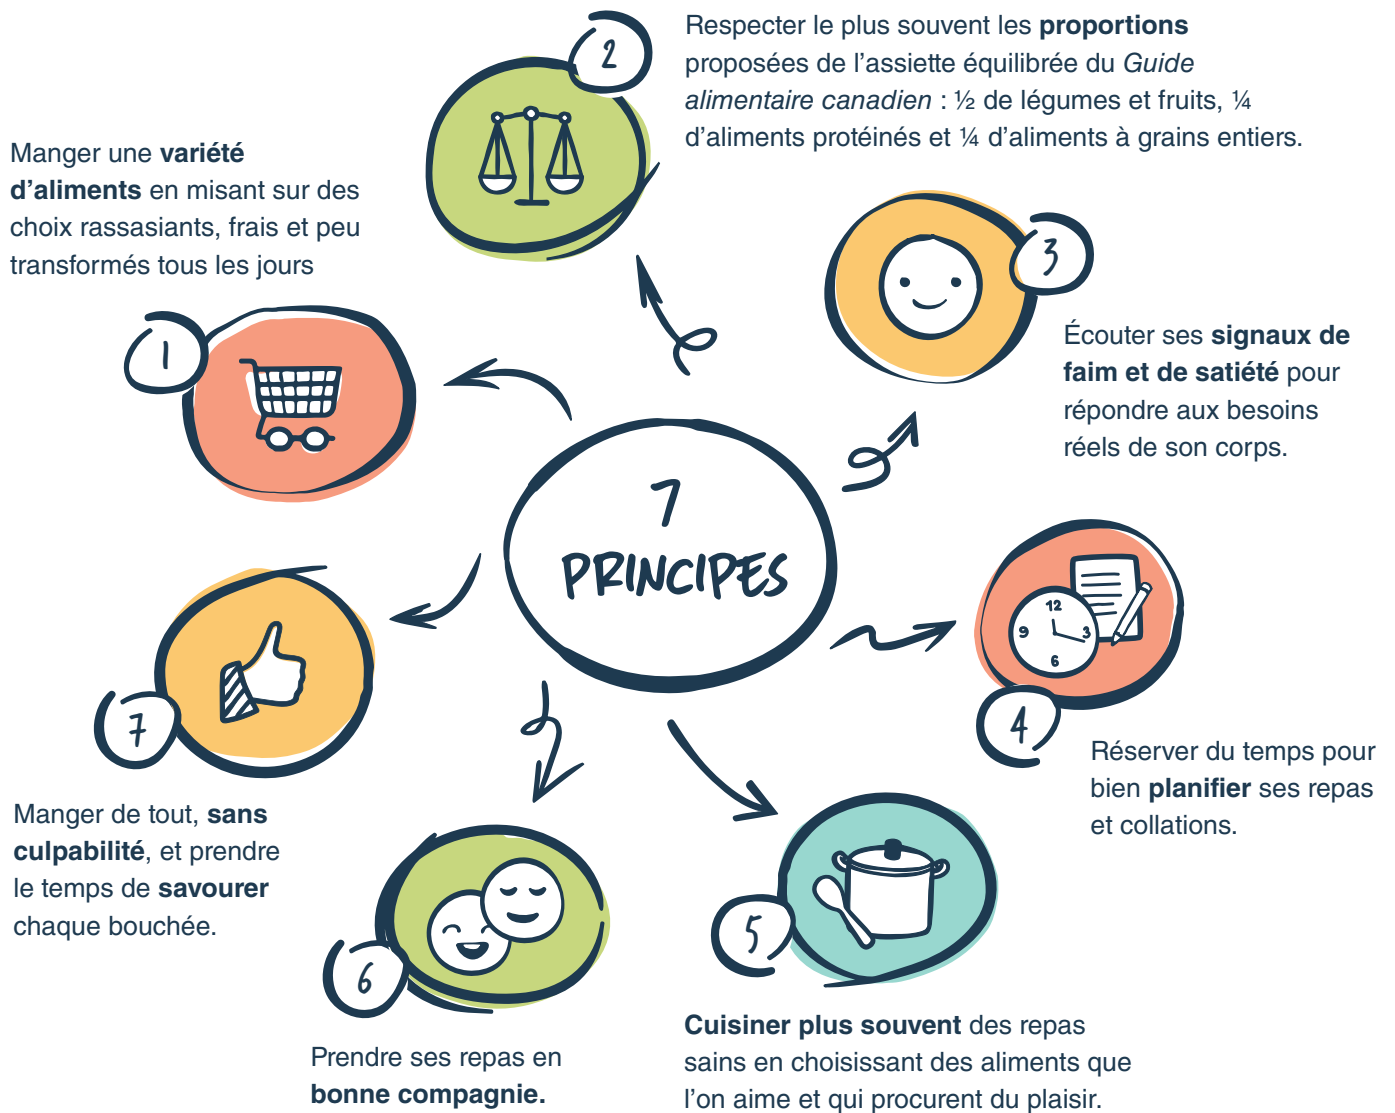 7
PRINCIPES
1
Manger une variété
d’aliments en misant sur des
choix rassasiants, frais et peu
transformés tous les jours
2
Respecter le plus souvent les proportions
proposées de l’assiette équilibrée du Guide
alimentaire canadien : ½ de légumes et fruits, ¼
d’aliments protéinés et ¼ d’aliments à grains entiers.
3
Écouter ses signaux de
faim et de satiété pour
répondre aux besoins
réels de son corps.
12
9 3
6
4
Réserver du temps pour
bien planifier ses repas
et collations.
5
Cuisiner plus souvent des repas
sains en choisissant des aliments que
l’on aime et qui procurent du plaisir.
6
Prendre ses repas en
bonne compagnie.
7
Manger de tout, sans
culpabilité, et prendre
le temps de savourer
chaque bouchée.